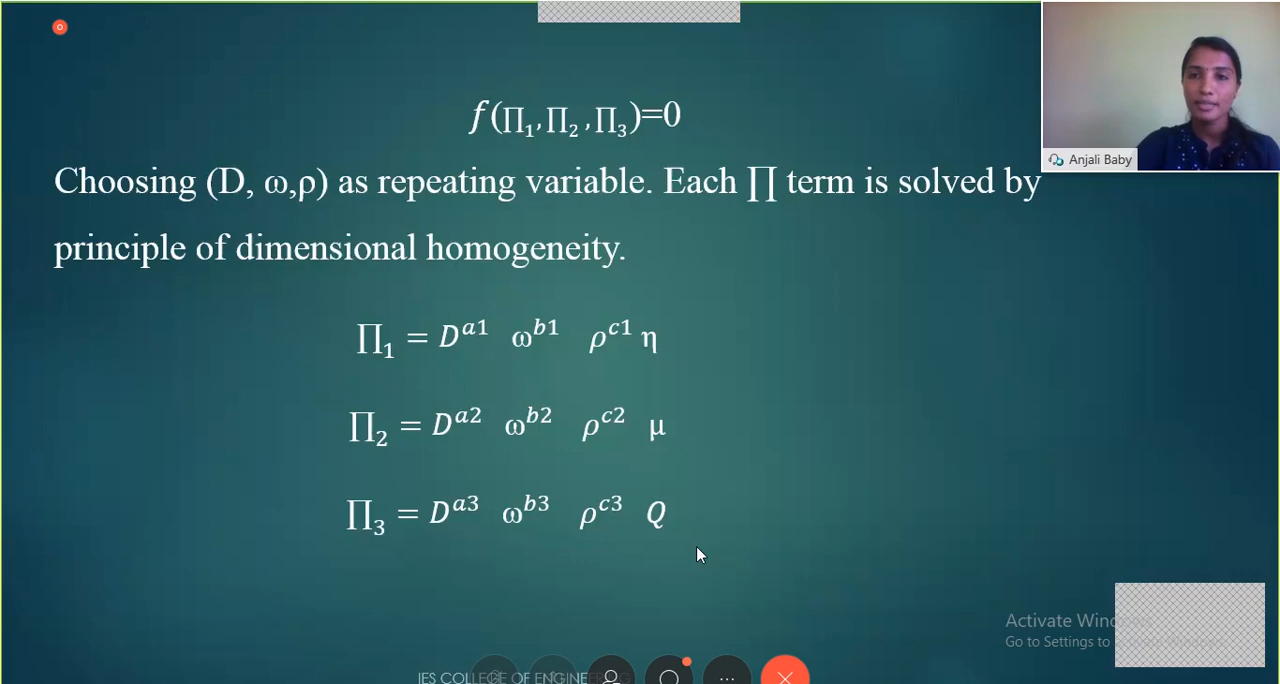 f(∏₁,∏₂,∏₃)=0
Anjali Baby
Choosing (D, ω,ρ) as repeating variable. Each ∏ term is solved by
principle of dimensional homogeneity.
∏₁ = D^{a1} ω^{b1} ρ^{c1} η
∏₂ = D^{a2} ω^{b2} ρ^{c2} μ
∏₃ = D^{a3} ω^{b3} ρ^{c3} Q
Activate
Go to Settings to
IES COLLEGE OF ENGINEERING